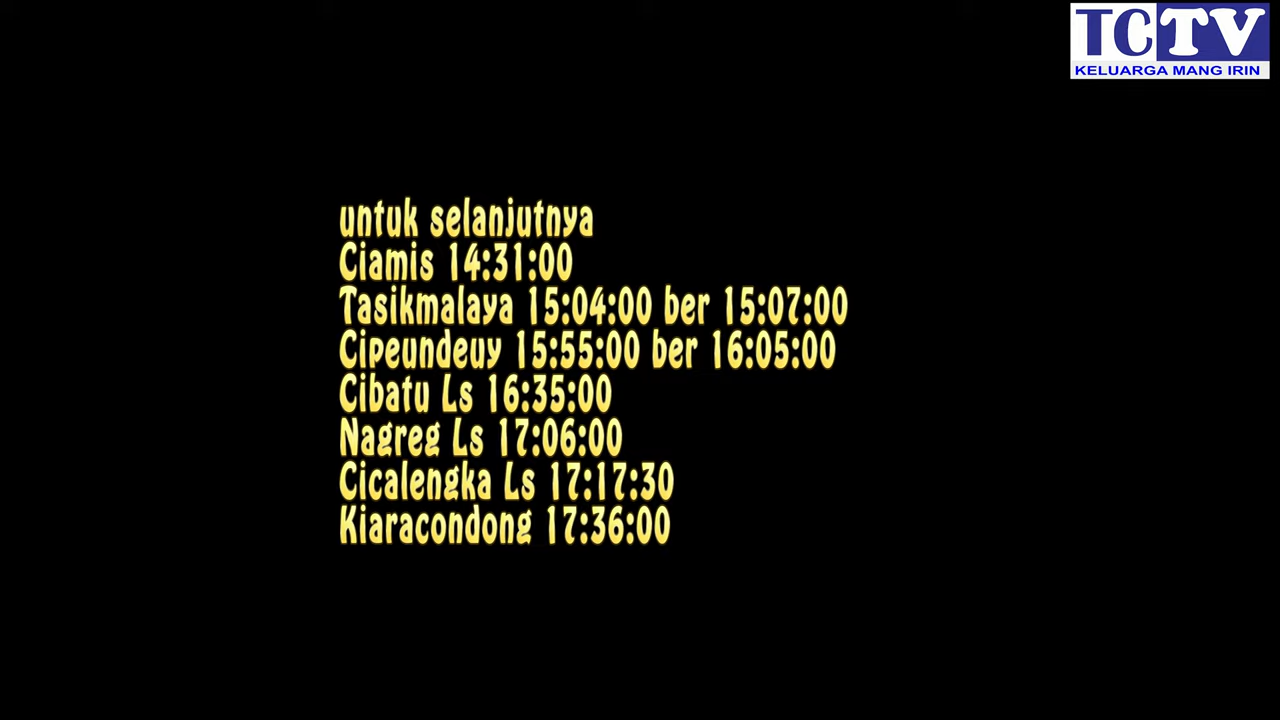 TCTV
KELUARGA MANG IRIN
untuk selanjutnya
Ciamis 14:31:00
Tasikmalaya 15:04:00 ber 15:07:00
Cipeundeuy 15:55:00 ber 16:05:00
Cibatu Ls 16:35:00
Nagreg Ls 17:06:00
Cicalengka Ls 17:17:30
Kiaracondong 17:36:00